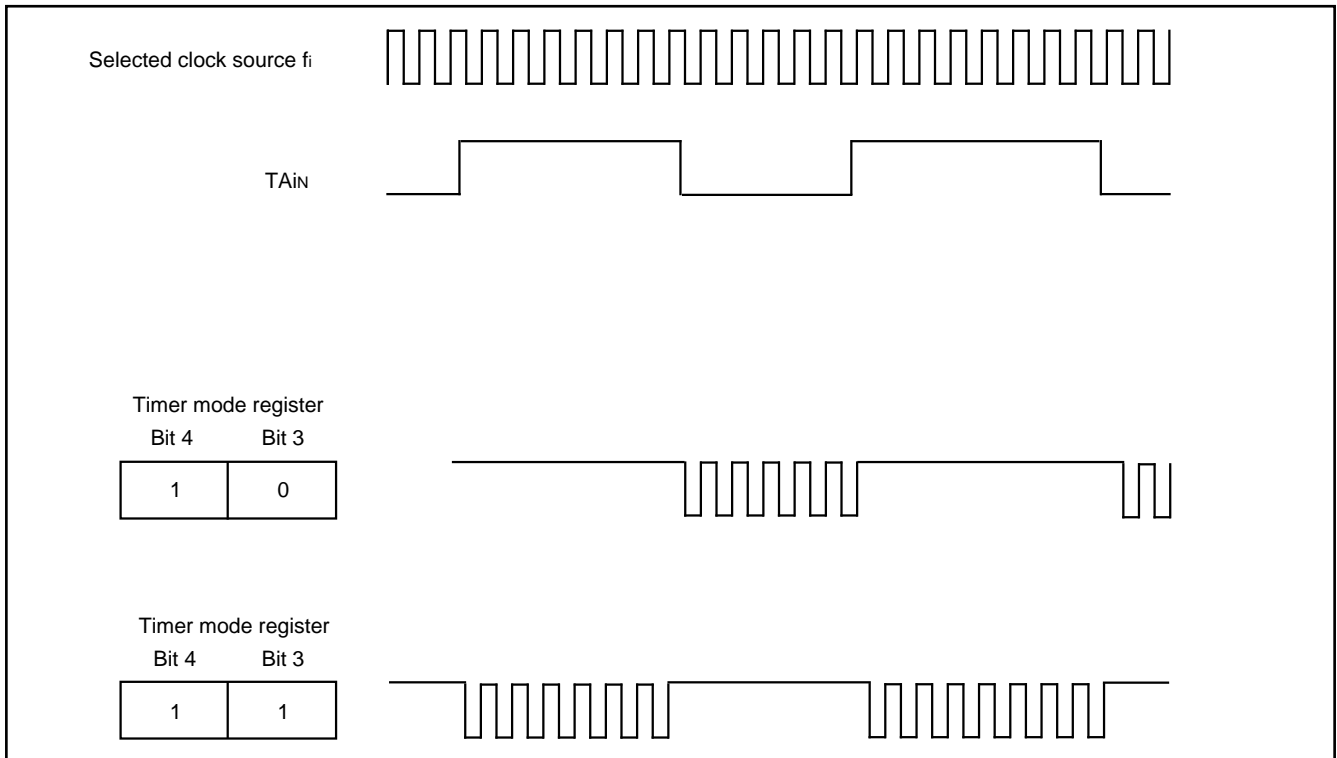 Selected clock source fi
TAiN
Timer mode register
Bit 4 Bit 3
1 0
Timer mode register
Bit 4 Bit 3
1 1